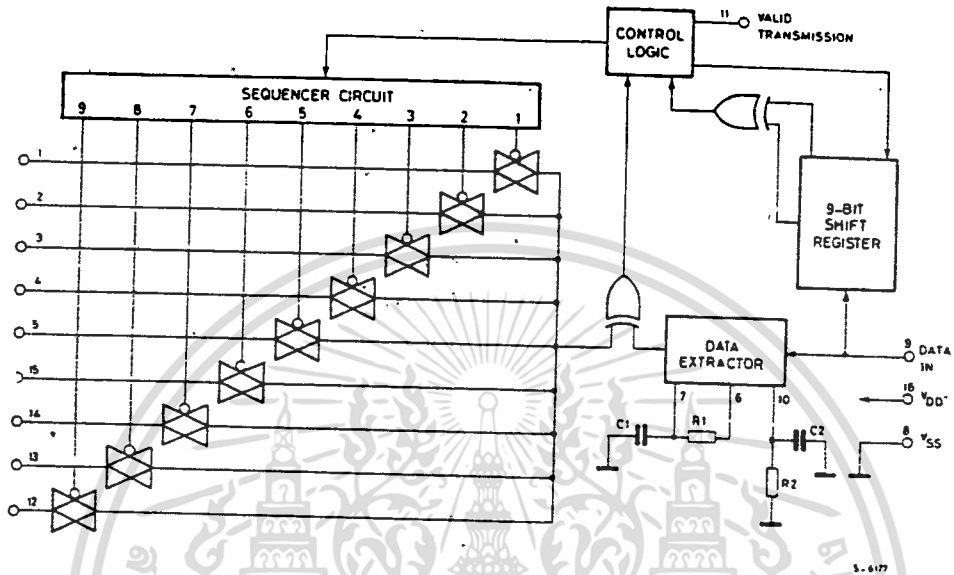 11
VALID
TRANSMISSION
CONTROL
LOGIC
SEQUENCER CIRCUIT
9 8 7 6 5 4 3 2 1
1
2
3
4
5
15
14
13
12
9-BIT
SHIFT
REGISTER
DATA
EXTRACTOR
9 DATA
IN
7 6 10
16
VDD
8
VSS
C1
R1
C2
R2
S-6177